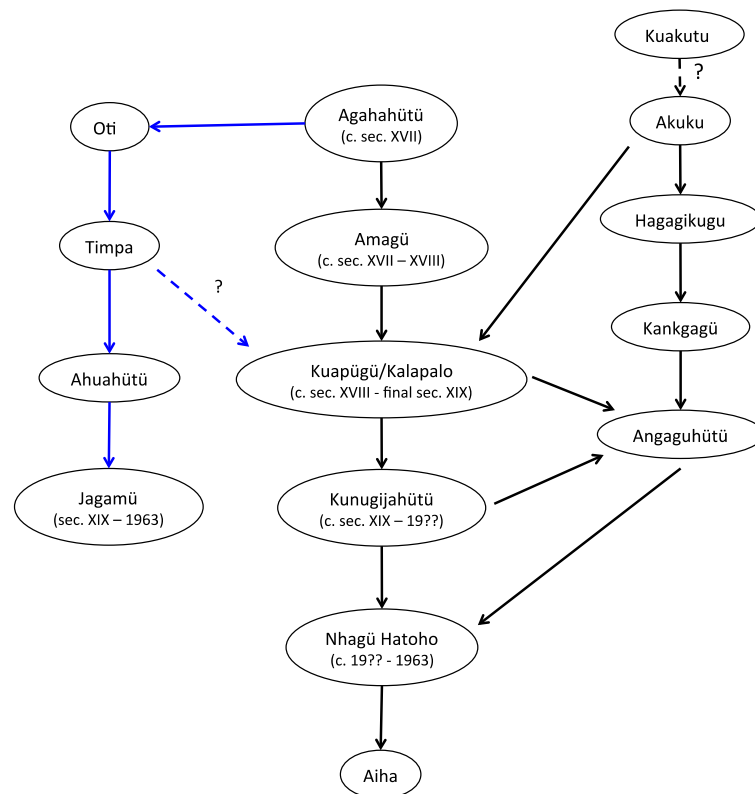 Kuakutu
?
Oti
Agahahütü
(c. sec. XVII)
Akuku
Timpa
Amagü
(c. sec. XVII – XVIII)
Hagagikugu
?
Kankgagü
Ahuahütü
Kuapügü/Kalapalo
(c. sec. XVIII - final sec. XIX)
Angaguhütü
Jagamü
(sec. XIX – 1963)
Kunugijahütü
(c. sec. XIX – 19??)
Nhagü Hatoho
(c. 19?? - 1963)
Aiha